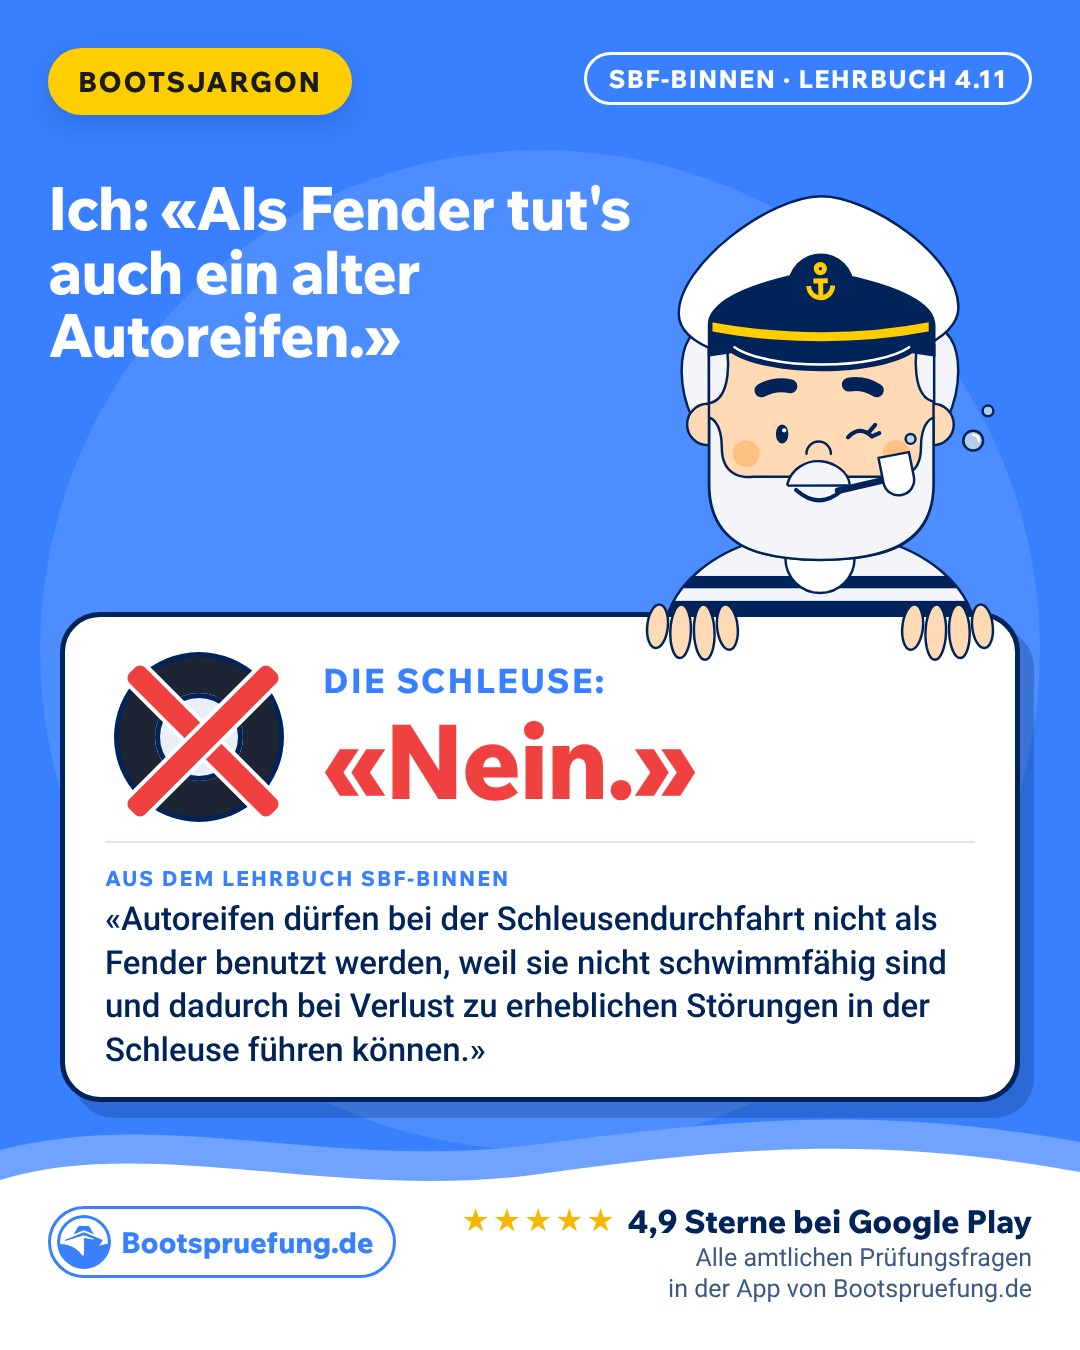 BOOTSJARGON
SBF-BINNEN · LEHRBUCH 4.11
Ich: «Als Fender tut's
auch ein alter
Autoreifen.»
DIE SCHLEUSE:
«Nein.»
AUS DEM LEHRBUCH SBF-BINNEN
«Autoreifen dürfen bei der Schleusendurchfahrt nicht als
Fender benutzt werden, weil sie nicht schwimmfähig sind
und dadurch bei Verlust zu erheblichen Störungen in der
Schleuse führen können.»
Bootspruefung.de
★★★★★ 4,9 Sterne bei Google Play
Alle amtlichen Prüfungsfragen
in der App von Bootspruefung.de